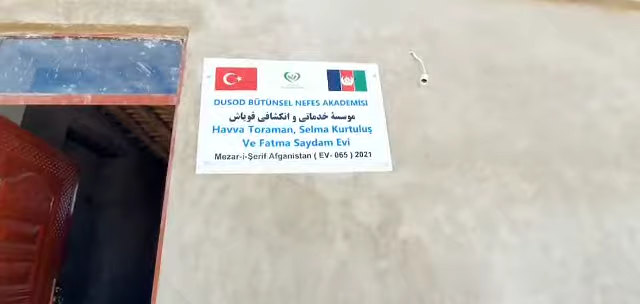 DUSOD BÜTÜNSEL NEFES AKADEMİSİ
موسسهٔ خدماتی و انکشافی قویاش
Havva Toraman, Selma Kurtuluş
Ve Fatma Saydam Evi
Mezar-i-Şerif Afganistan ( EV- 065 ) 2021